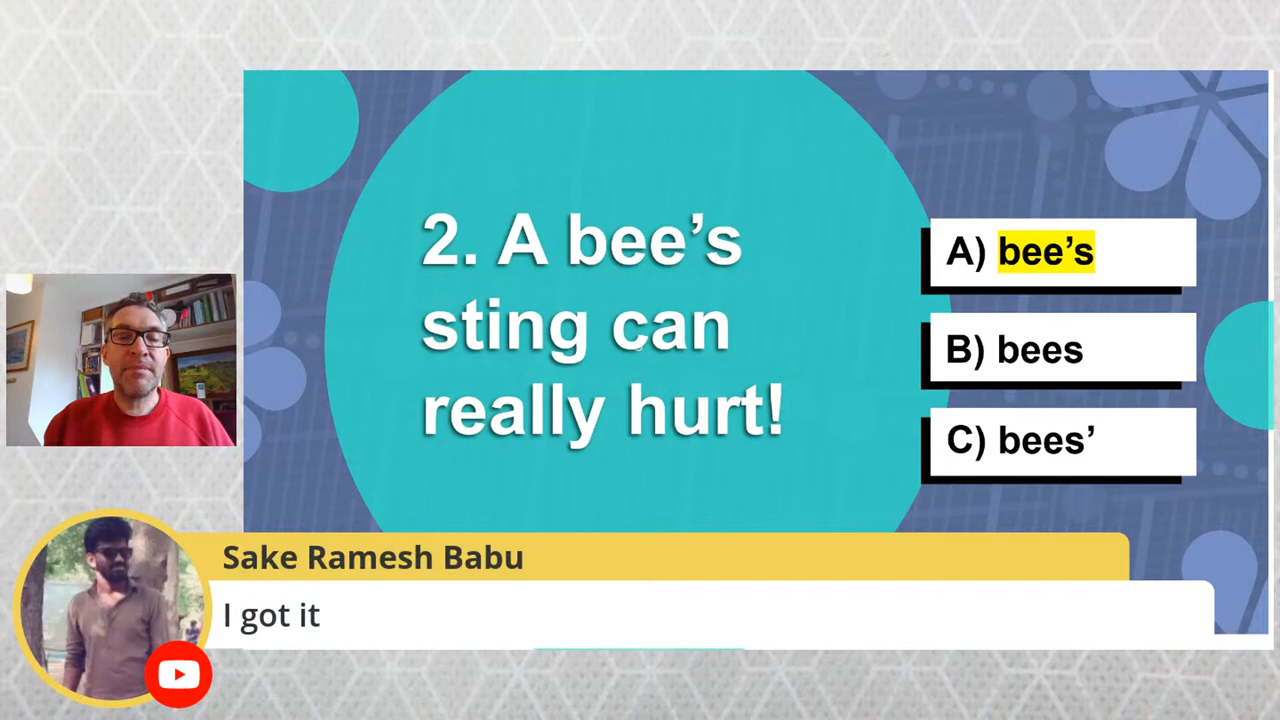 2. A bee’s
sting can
really hurt!
A) bee’s
B) bees
C) bees’
Sake Ramesh Babu
I got it